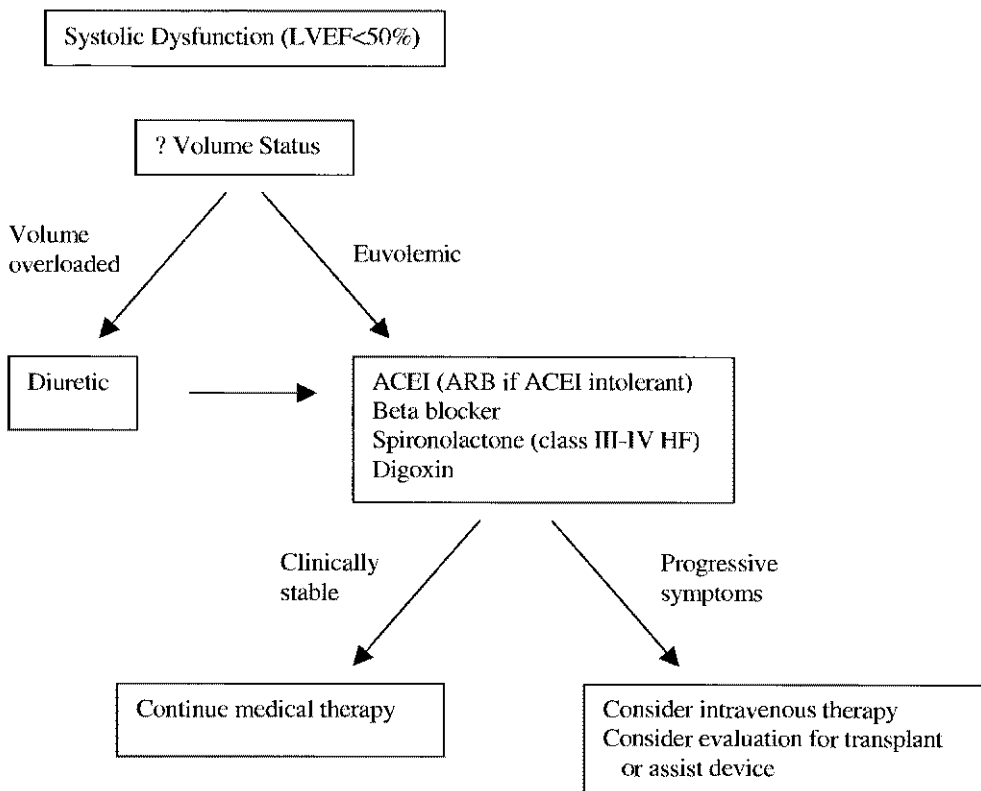 Systolic Dysfunction (LVEF<50%)
? Volume Status
Volume
overloaded
Euvolemic
Diuretic
ACEI (ARB if ACEI intolerant)
Beta blocker
Spironolactone (class III-IV HF)
Digoxin
Clinically
stable
Progressive
symptoms
Continue medical therapy
Consider intravenous therapy
Consider evaluation for transplant
or assist device